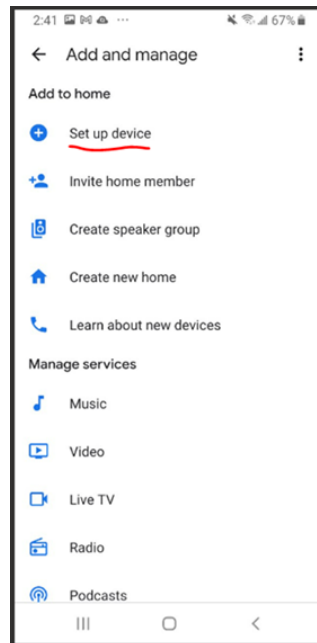 2:41 ... 67%
Add and manage
Add to home
Set up device
Invite home member
Create speaker group
Create new home
Learn about new devices
Manage services
Music
Video
Live TV
Radio
Podcasts